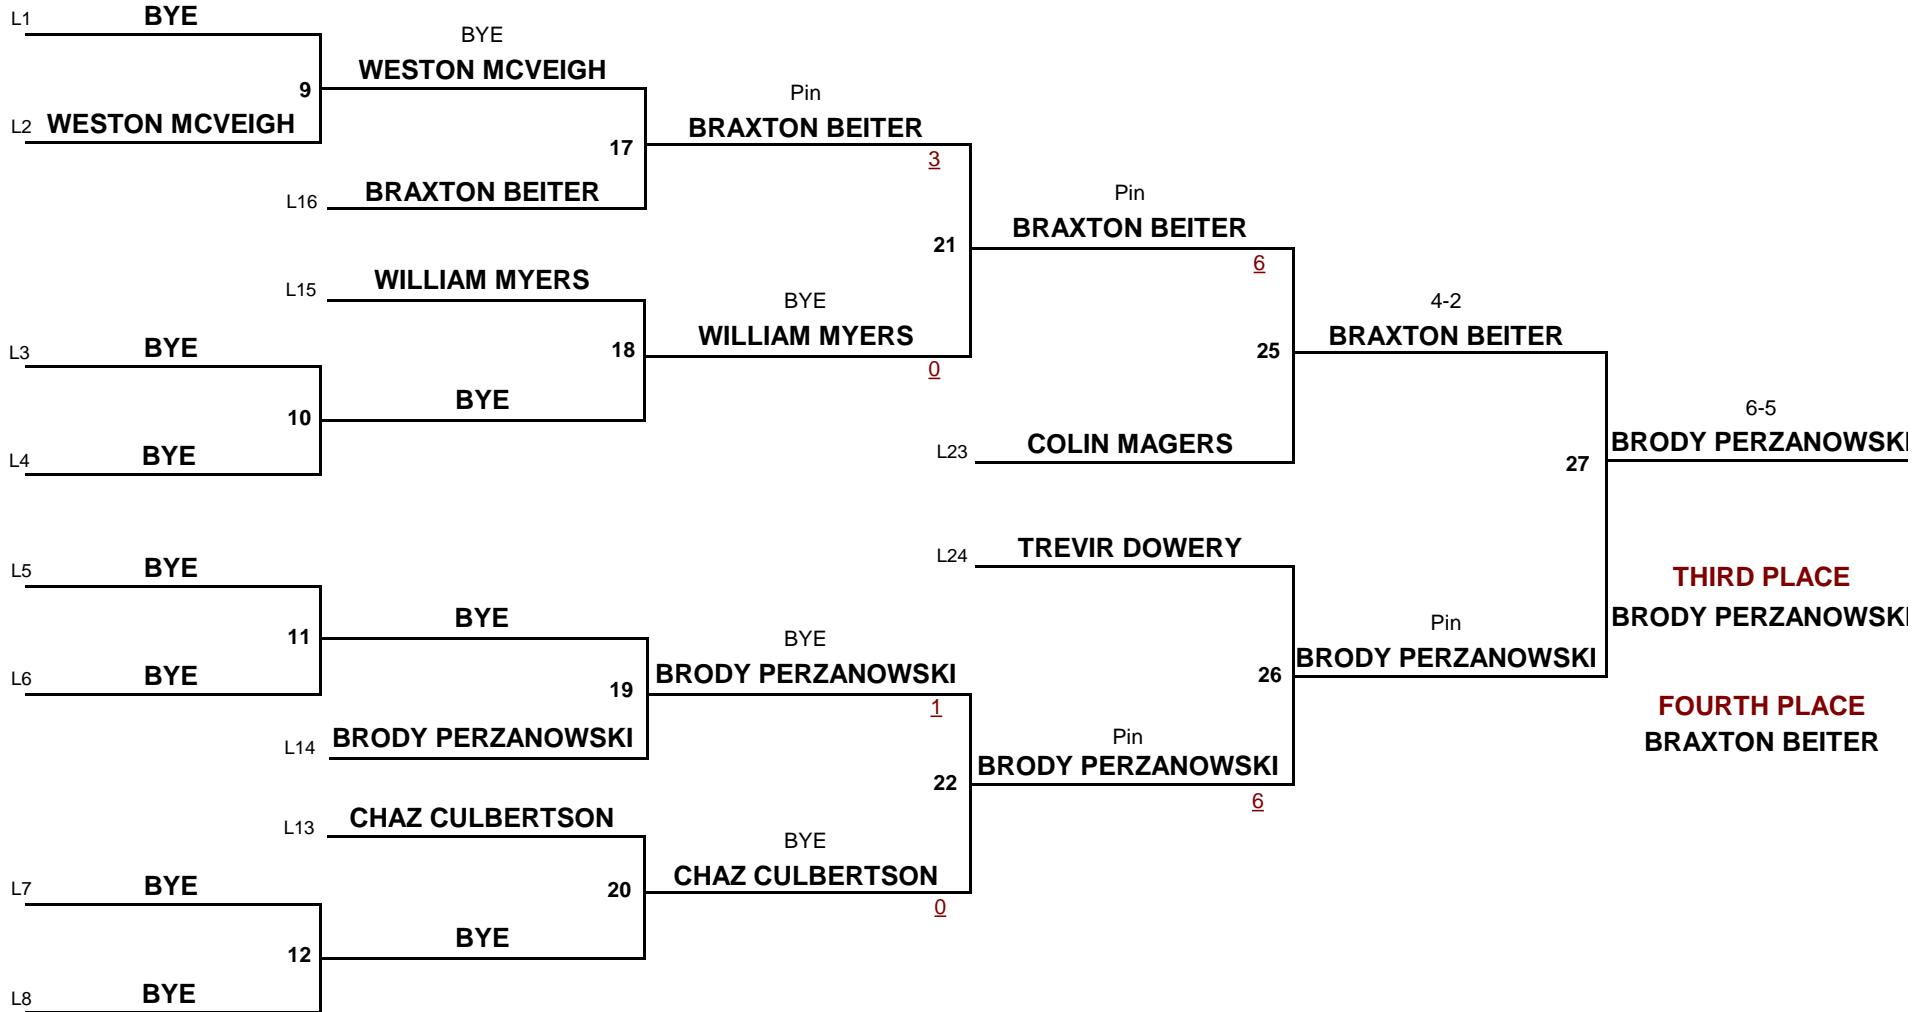 L1 BYE
BYE
WESTON MCVEIGH
9
L2 WESTON MCVEIGH
Pin
BRAXTON BEITER
3
17
L16 BRAXTON BEITER
Pin
BRAXTON BEITER
6
21
L15 WILLIAM MYERS
BYE
WILLIAM MYERS
0
18
L3 BYE
10
BYE
L4 BYE
4-2
BRAXTON BEITER
25
L23 COLIN MAGERS
6-5
BRODY PERZANOWSKI
27
L24 TREVIR DOWERY
L5 BYE
11
BYE
L6 BYE
BYE
BRODY PERZANOWSKI
1
19
L14 BRODY PERZANOWSKI
Pin
BRODY PERZANOWSKI
26
THIRD PLACE
BRODY PERZANOWSKI
FOURTH PLACE
BRAXTON BEITER
Pin
BRODY PERZANOWSKI
6
22
L13 CHAZ CULBERTSON
BYE
CHAZ CULBERTSON
0
20
L7 BYE
12
BYE
L8 BYE